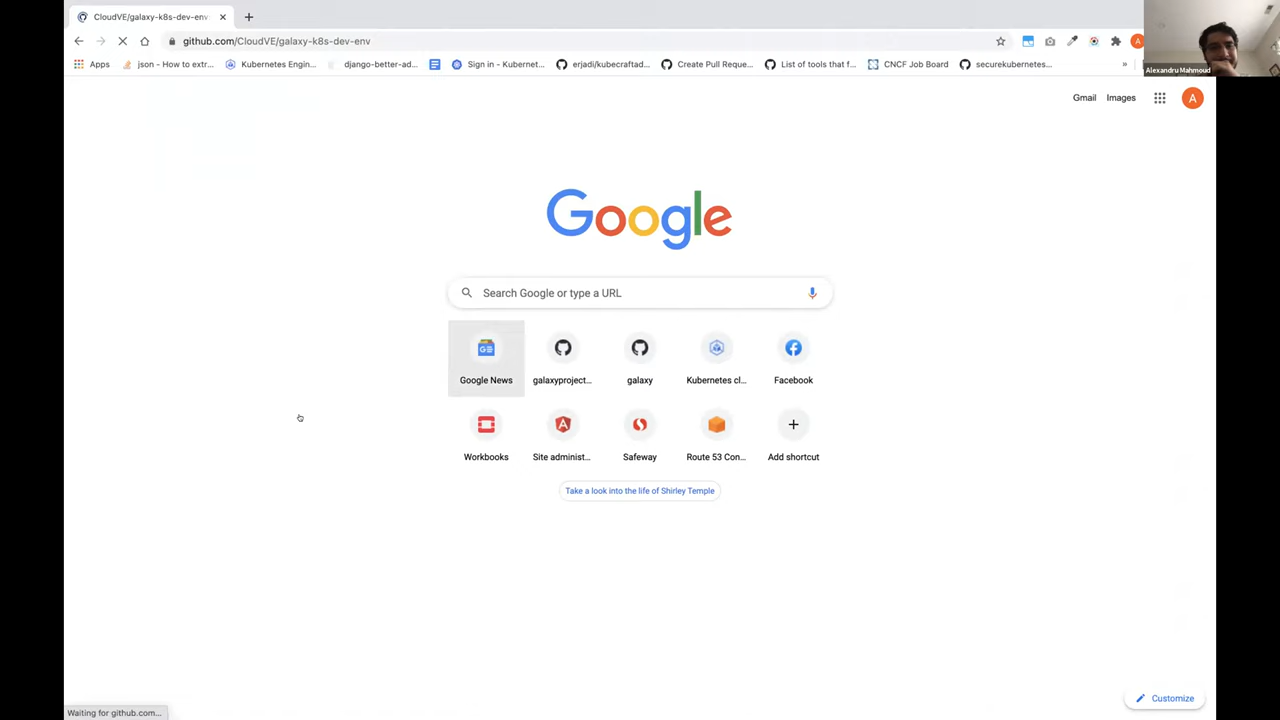 CloudVE/galaxy-k8s-dev-env
github.com/CloudVE/galaxy-k8s-dev-env
Apps
json - How to extr...
Kubernetes Engin...
django-better-ad...
Sign in - Kubernet...
erjadi/kubecraftad...
Create Pull Reque...
List of tools that f...
CNCF Job Board
securekubernetes...
»
A
Alexandru Mahmoud
Gmail
Images
A
Google
Search Google or type a URL
GE
Google News
galaxyproject...
galaxy
Kubernetes cl...
Facebook
Workbooks
Site administ...
Safeway
Route 53 Con...
Add shortcut
Take a look into the life of Shirley Temple
Waiting for github.com...
Customize